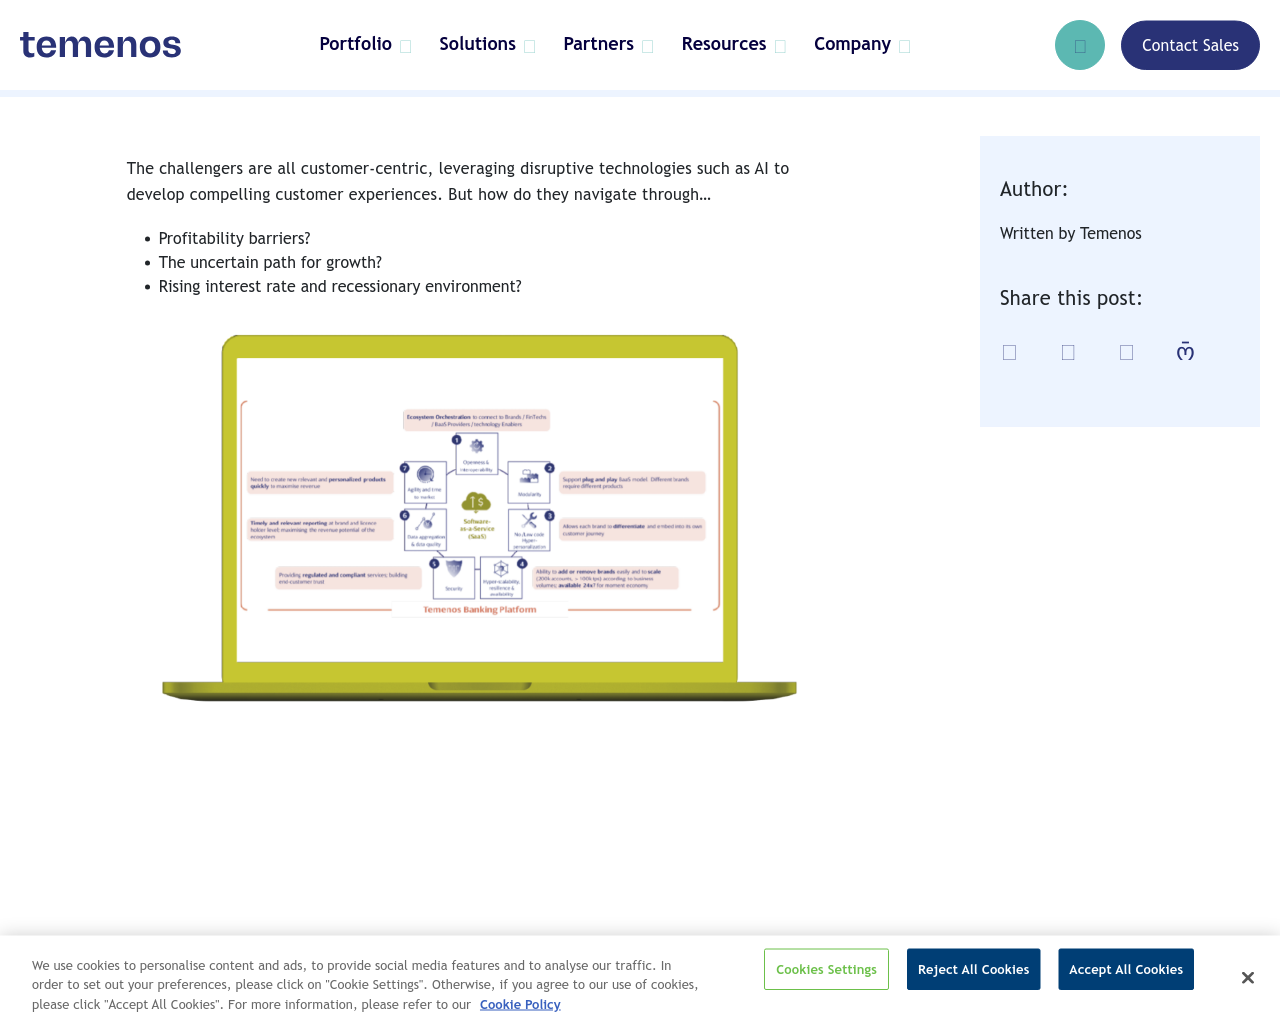 temenos
Portfolio
Solutions
Partners
Resources
Company
Contact Sales
The challengers are all customer-centric, leveraging disruptive technologies such as AI to
develop compelling customer experiences. But how do they navigate through…
• Profitability barriers?
• The uncertain path for growth?
• Rising interest rate and recessionary environment?
Author:
Written by Temenos
Share this post:
Ecosystem Orchestration to connect to Brands / FinTechs
/ BaaS Providers / technology Enablers
1
Openness &
interoperability
7
Agility and time
to market
2
Modularity
Need to create new relevant and personalized products
quickly to maximise revenue
Support plug and play BaaS model. Different brands
require different products
Software-
as-a-Service
(SaaS)
6
Data aggregation
& data quality
3
No/Low code
Hyper-
personalization
Timely and relevant reporting at brand and licence
holder level; maximising the revenue potential of the
ecosystem
Allows each brand to differentiate and embed into its own
customer journey
5
Security
4
Hyper-scalability,
resilience &
availability
Providing regulated and compliant services; building
end-customer trust
Ability to add or remove brands easily and to scale
according to business
volumes; available 24x7 for moment economy
Temenos Banking Platform
We use cookies to personalise content and ads, to provide social media features and to analyse our traffic. In
order to set out your preferences, please click on "Cookie Settings". Otherwise, if you agree to our use of cookies,
please click "Accept All Cookies". For more information, please refer to our Cookie Policy
Cookies Settings
Reject All Cookies
Accept All Cookies